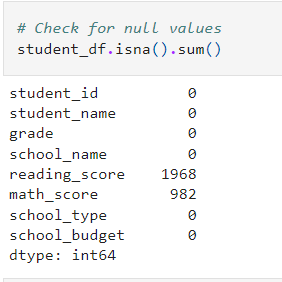 # Check for null values
student_df.isna().sum()
student_id 0
student_name 0
grade 0
school_name 0
reading_score 1968
math_score 982
school_type 0
school_budget 0
dtype: int64